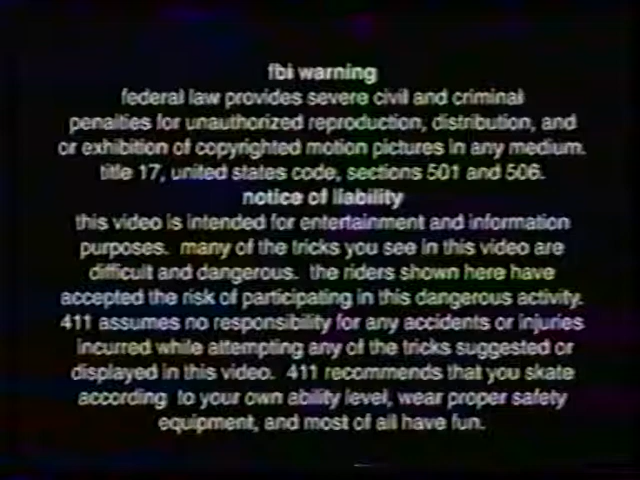 fbi warning
federal law provides severe civil and criminal
penalties for unauthorized reproduction, distribution, and
or exhibition of copyrighted motion pictures in any medium.
title 17, united states code, sections 501 and 506.
notice of liability
this video is intended for entertainment and information
purposes.  many of the tricks you see in this video are
difficult and dangerous.  the riders shown here have
accepted the risk of participating in this dangerous activity.
411 assumes no responsibility for any accidents or injuries
incurred while attempting any of the tricks suggested or
displayed in this video.  411 recommends that you skate
according  to your own ability level, wear proper safety
equipment, and most of all have fun.